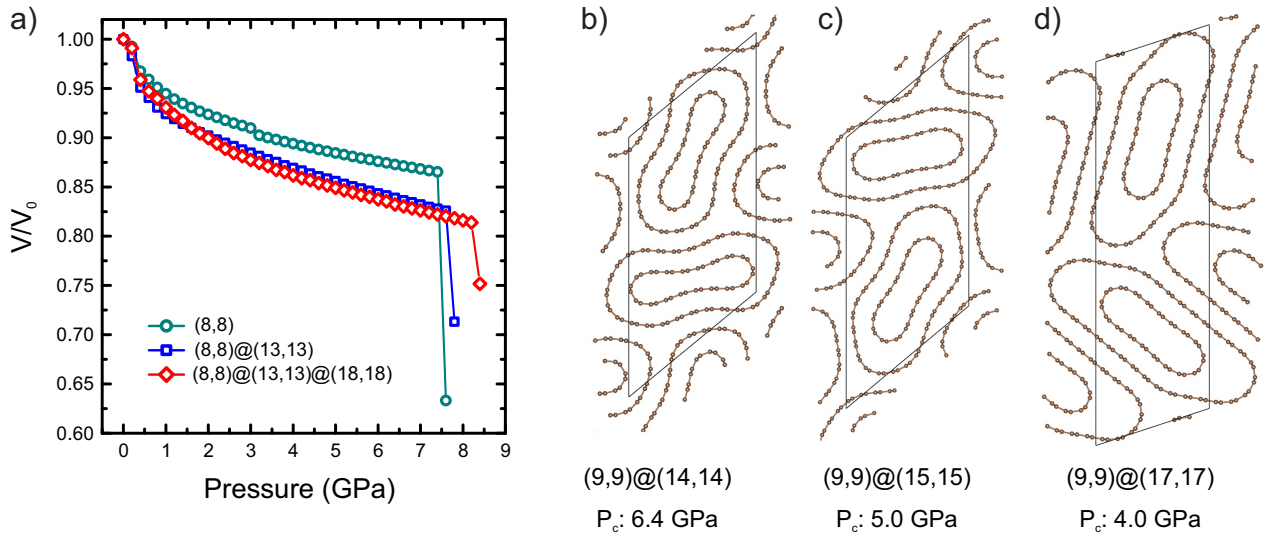 a)
1.00
0.95
0.90
0.85
0.80
0.75
0.70
0.65
0.60
V/V0
0 1 2 3 4 5 6 7 8 9
Pressure (GPa)
(8,8)
(8,8)@(13,13)
(8,8)@(13,13)@(18,18)
b)
(9,9)@(14,14)
Pc: 6.4 GPa
c)
(9,9)@(15,15)
Pc: 5.0 GPa
d)
(9,9)@(17,17)
Pc: 4.0 GPa